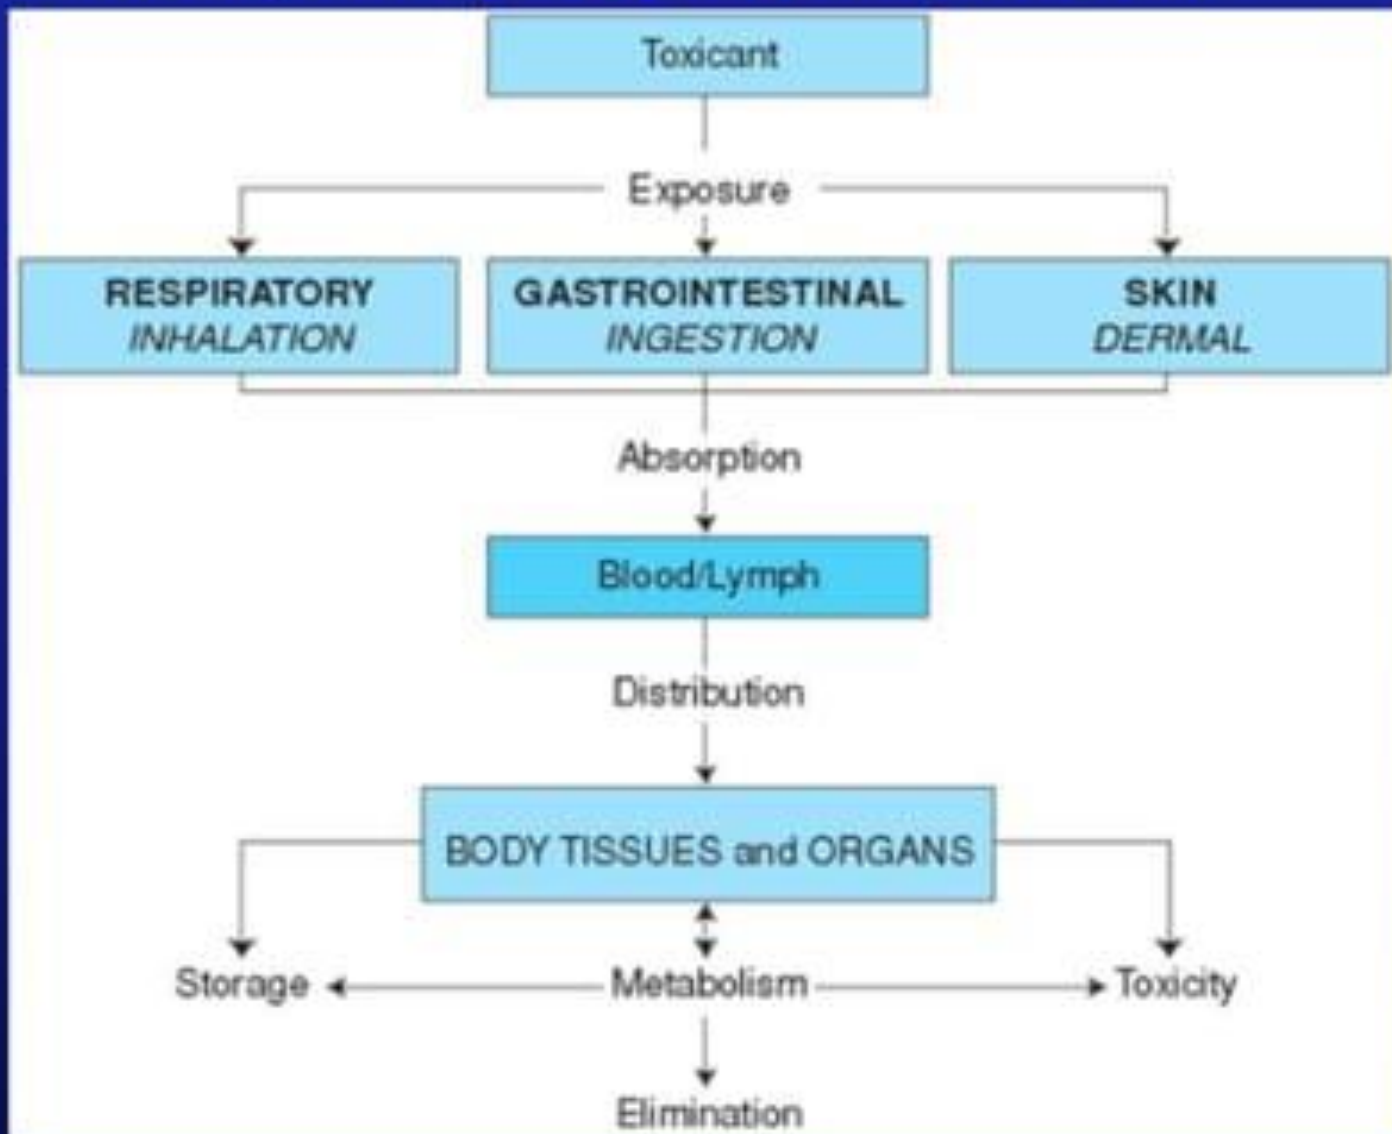 Toxicant
Exposure
RESPIRATORY
INHALATION
GASTROINTESTINAL
INGESTION
SKIN
DERMAL
Absorption
Blood/Lymph
Distribution
BODY TISSUES and ORGANS
Storage
Metabolism
Toxicity
Elimination